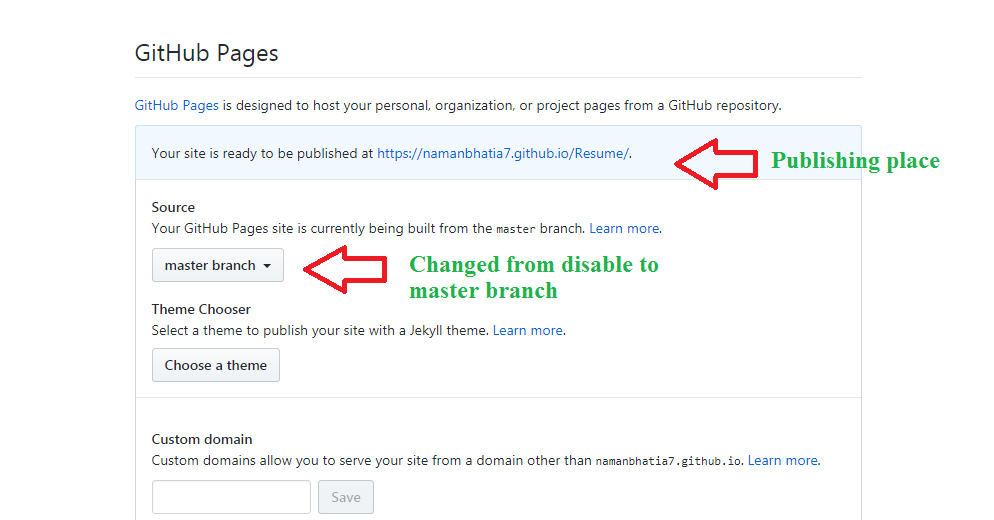 GitHub Pages
GitHub Pages is designed to host your personal, organization, or project pages from a GitHub repository.
Your site is ready to be published at https://namanbhatia7.github.io/Resume/.
Publishing place
Source
Your GitHub Pages site is currently being built from the master branch. Learn more.
master branch
Changed from disable to
master branch
Theme Chooser
Select a theme to publish your site with a Jekyll theme. Learn more.
Choose a theme
Custom domain
Custom domains allow you to serve your site from a domain other than namanbhatia7.github.io. Learn more.
Save